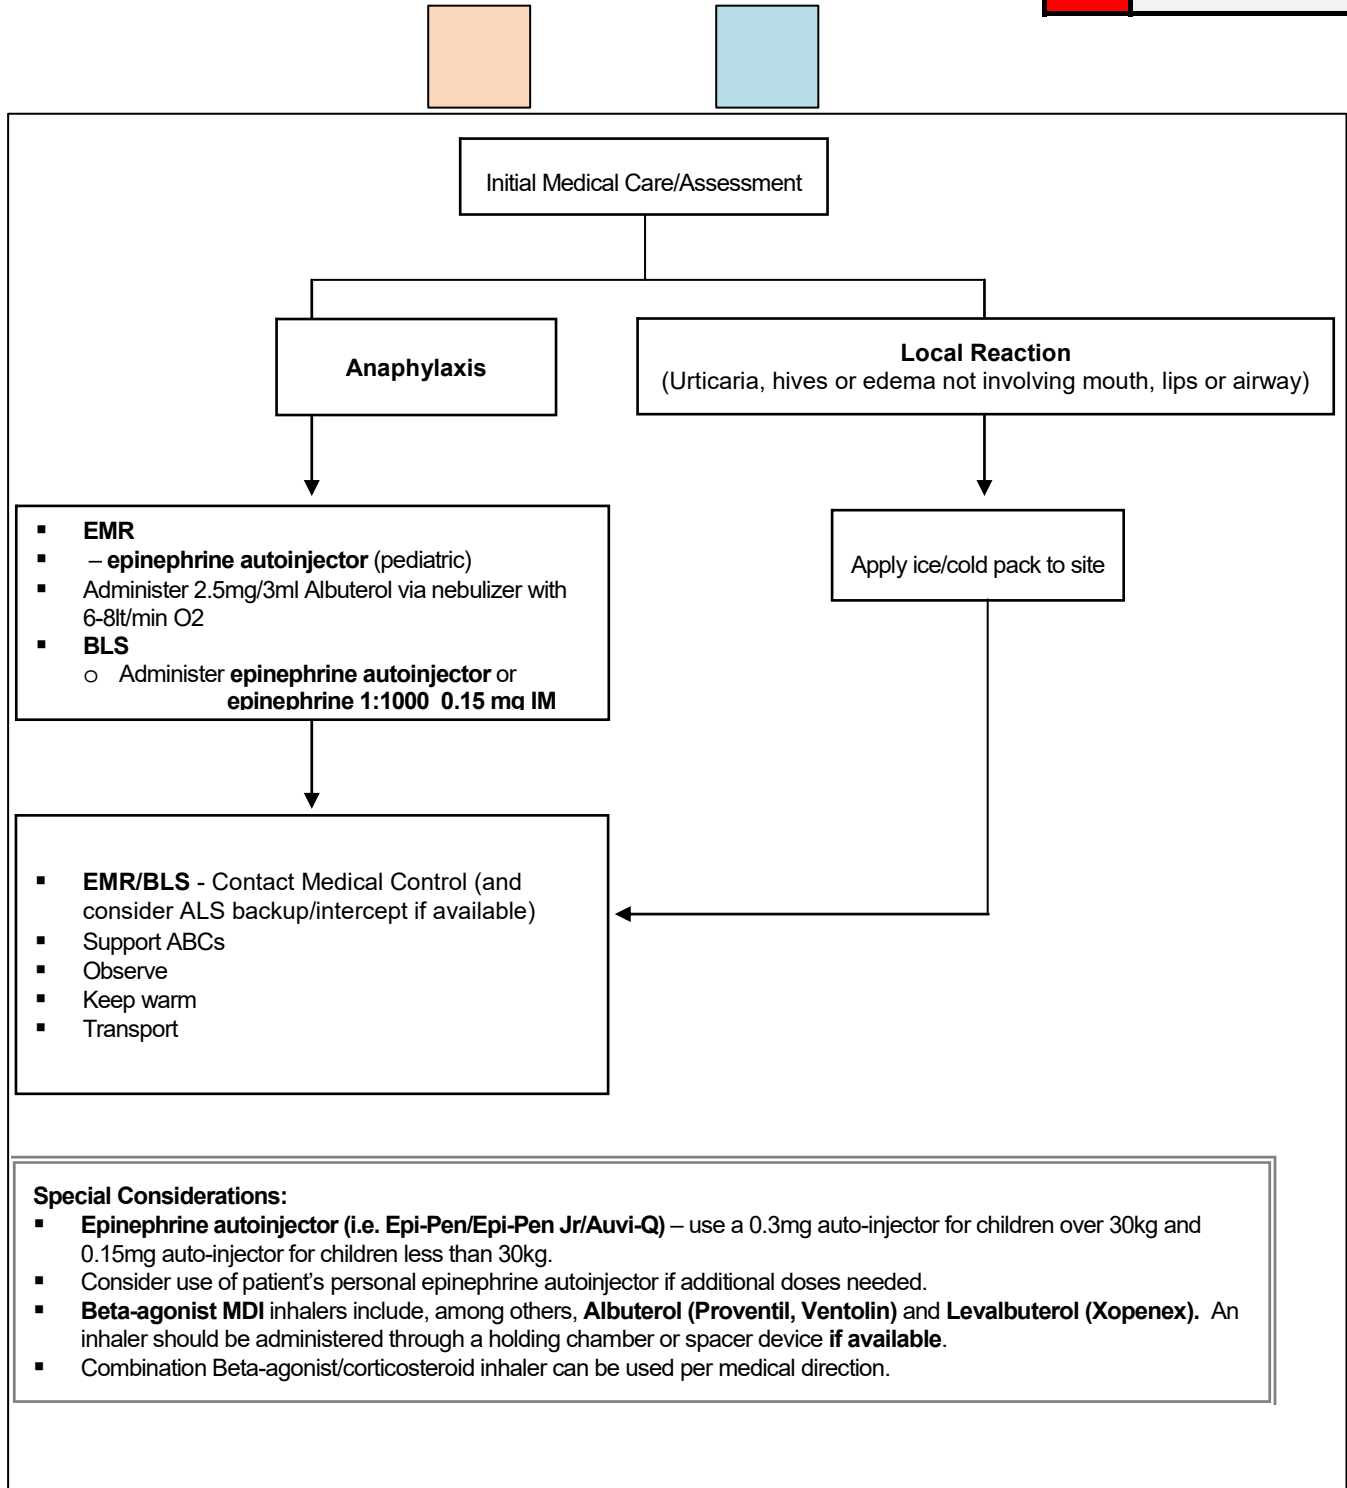 Initial Medical Care/Assessment
Anaphylaxis
Local Reaction
(Urticaria, hives or edema not involving mouth, lips or airway)
▪ EMR
▪ – epinephrine autoinjector (pediatric)
▪ Administer 2.5mg/3ml Albuterol via nebulizer with
6-8lt/min O2
▪ BLS
o Administer epinephrine autoinjector or
epinephrine 1:1000 0.15 mg IM
Apply ice/cold pack to site
▪ EMR/BLS - Contact Medical Control (and
consider ALS backup/intercept if available)
▪ Support ABCs
▪ Observe
▪ Keep warm
▪ Transport
Special Considerations:
▪ Epinephrine autoinjector (i.e. Epi-Pen/Epi-Pen Jr/Auvi-Q) – use a 0.3mg auto-injector for children over 30kg and
0.15mg auto-injector for children less than 30kg.
▪ Consider use of patient's personal epinephrine autoinjector if additional doses needed.
▪ Beta-agonist MDI inhalers include, among others, Albuterol (Proventil, Ventolin) and Levalbuterol (Xopenex). An
inhaler should be administered through a holding chamber or spacer device if available.
▪ Combination Beta-agonist/corticosteroid inhaler can be used per medical direction.